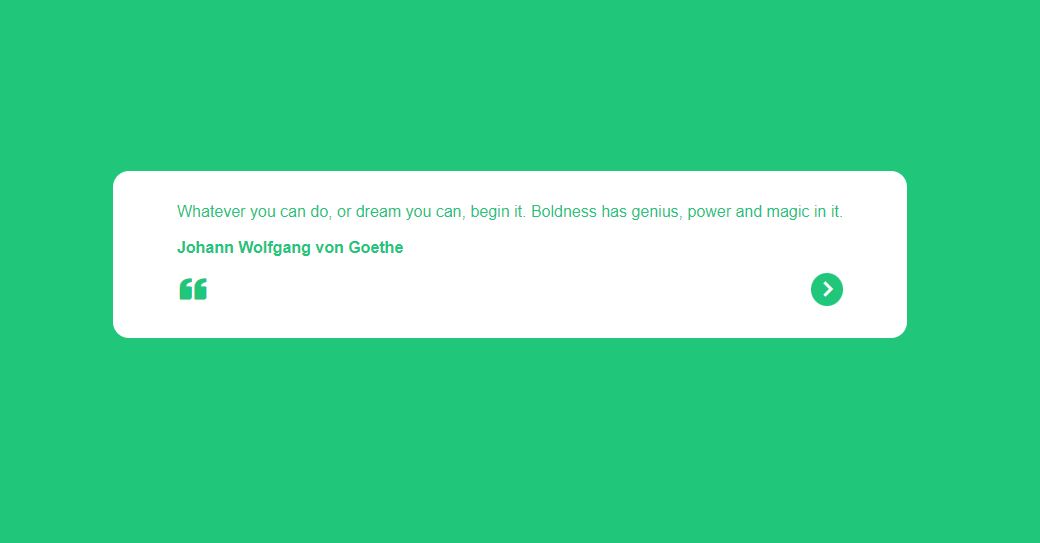 Whatever you can do, or dream you can, begin it. Boldness has genius, power and magic in it.
Johann Wolfgang von Goethe